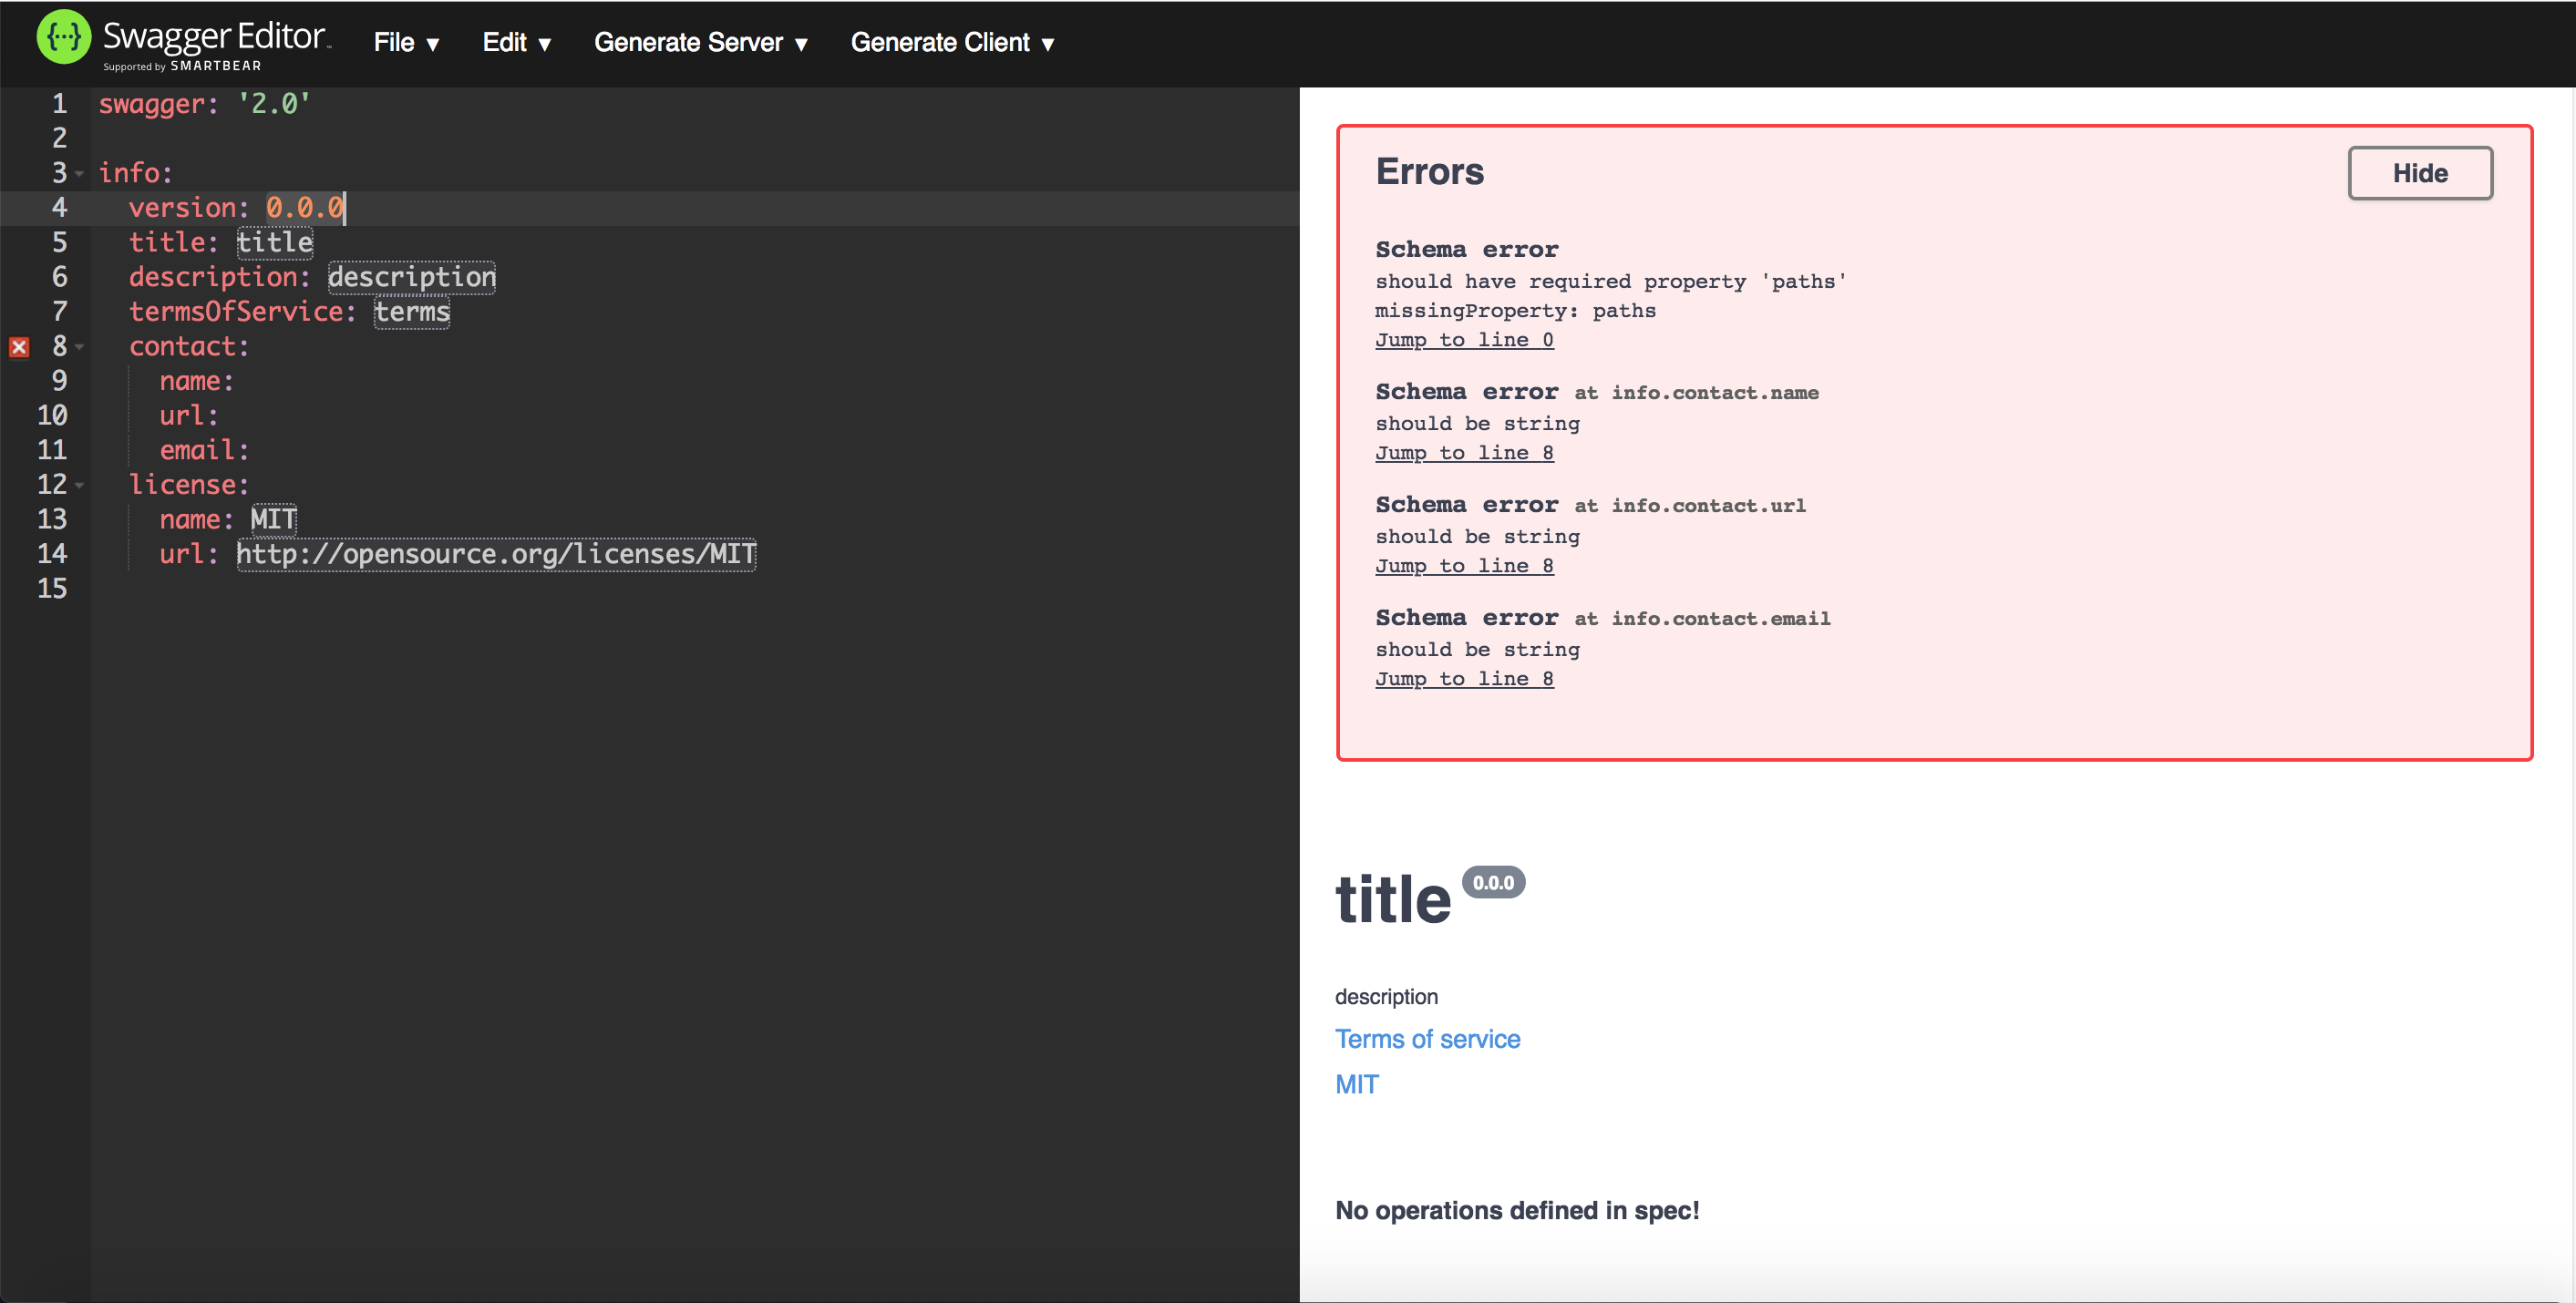 Swagger Editor
Supported by SMARTBEAR
File ▼ Edit ▼ Generate Server ▼ Generate Client ▼
1 swagger: '2.0'
2
3 info:
4 version: 0.0.0
5 title: title
6 description: description
7 termsOfService: terms
8 contact:
9 name:
10 url:
11 email:
12 license:
13 name: MIT
14 url: http://opensource.org/licenses/MIT
15
Errors
Hide
Schema error
should have required property 'paths'
missingProperty: paths
Jump to line 0
Schema error at info.contact.name
should be string
Jump to line 8
Schema error at info.contact.url
should be string
Jump to line 8
Schema error at info.contact.email
should be string
Jump to line 8
title 0.0.0
description
Terms of service
MIT
No operations defined in spec!